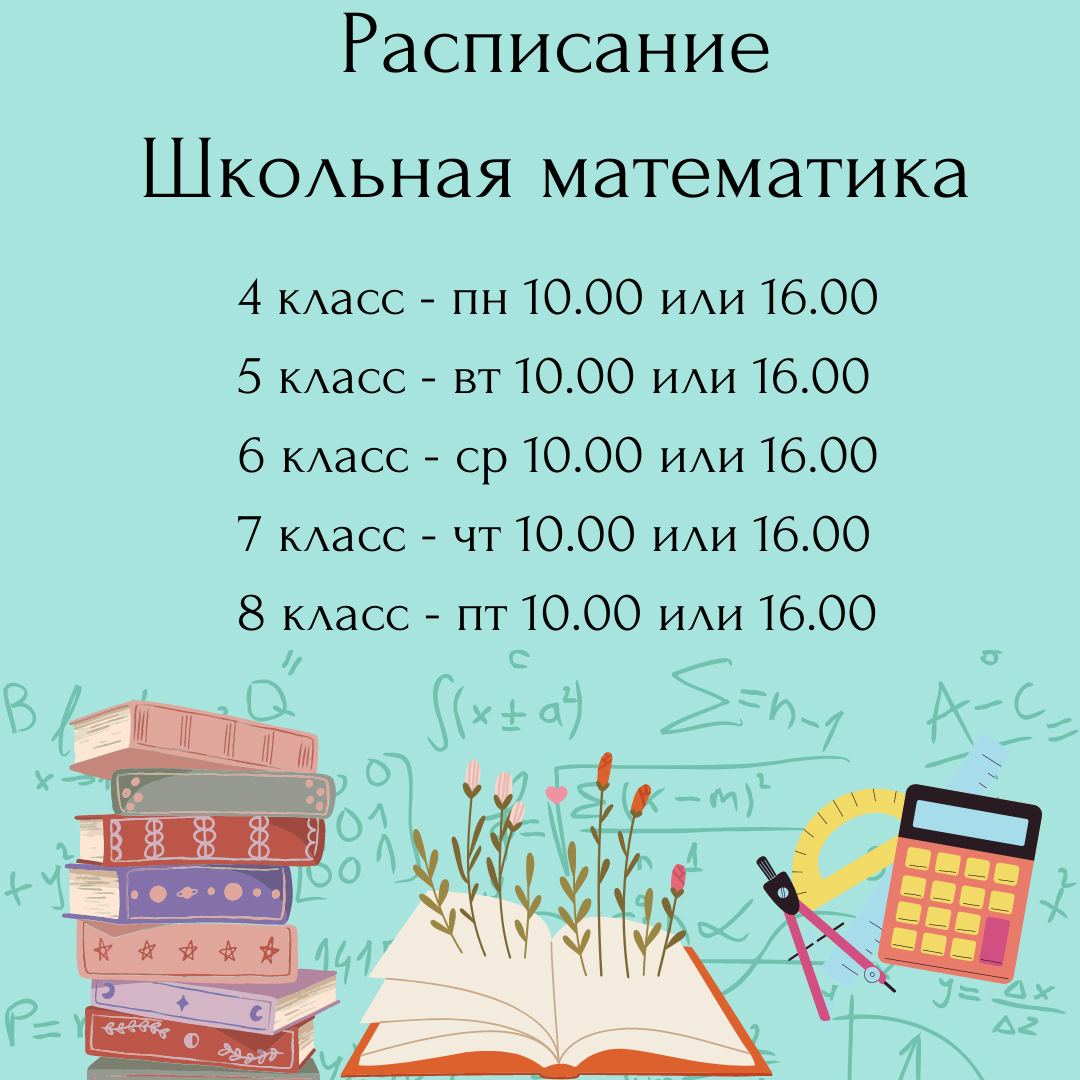 Расписание
Школьная математика
4 класс - пн 10.00 или 16.00
5 класс - вт 10.00 или 16.00
6 класс - ср 10.00 или 16.00
7 класс - чт 10.00 или 16.00
8 класс - пт 10.00 или 16.00
B
Q"
∫(x±a²)
Σ=n-1
A-C=